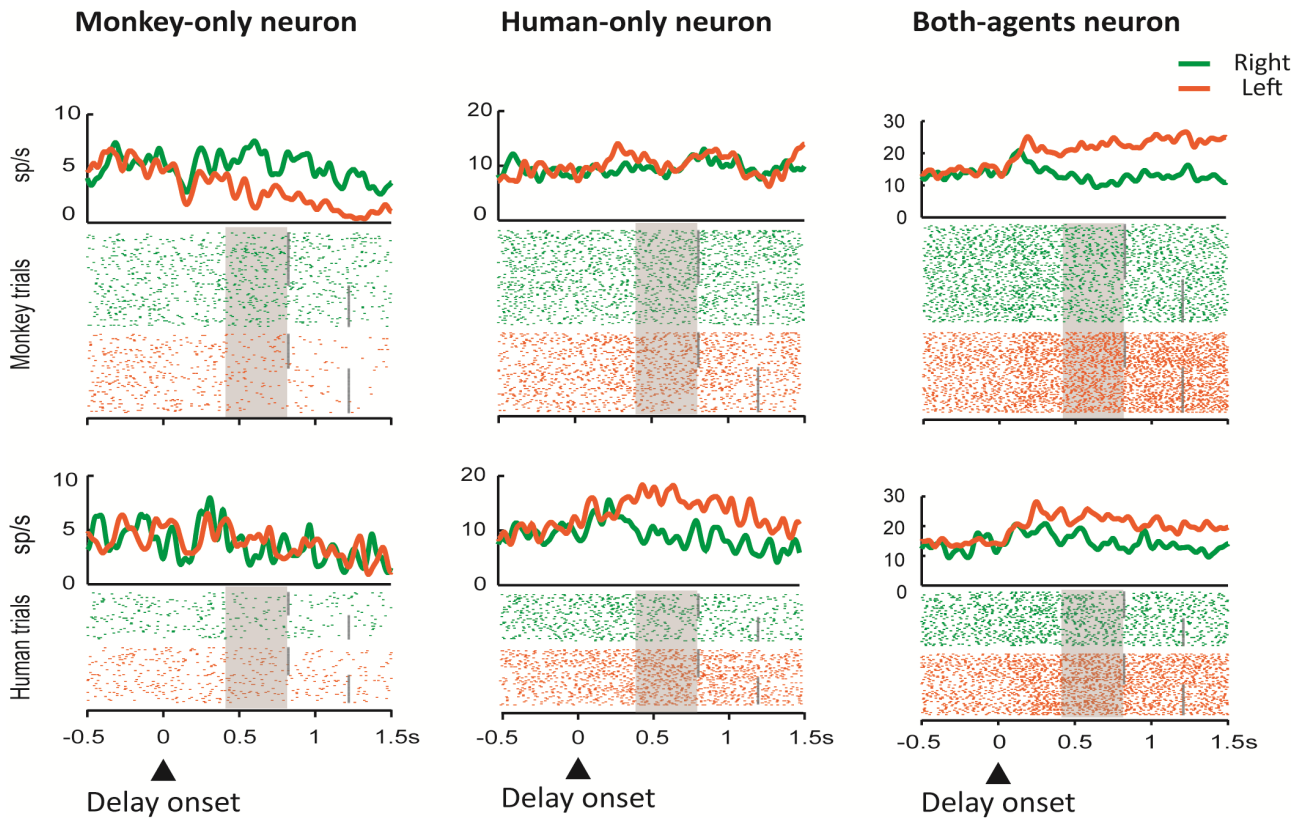 Monkey-only neuron
Human-only neuron
Both-agents neuron
Right
Left
10
5
0
sp/s
20
10
0
30
20
10
0
Monkey trials
10
5
0
sp/s
20
10
0
30
20
10
0
Human trials
-0.5 0 0.5 1 1.5s
-0.5 0 0.5 1 1.5s
-0.5 0 0.5 1 1.5s
Delay onset
Delay onset
Delay onset